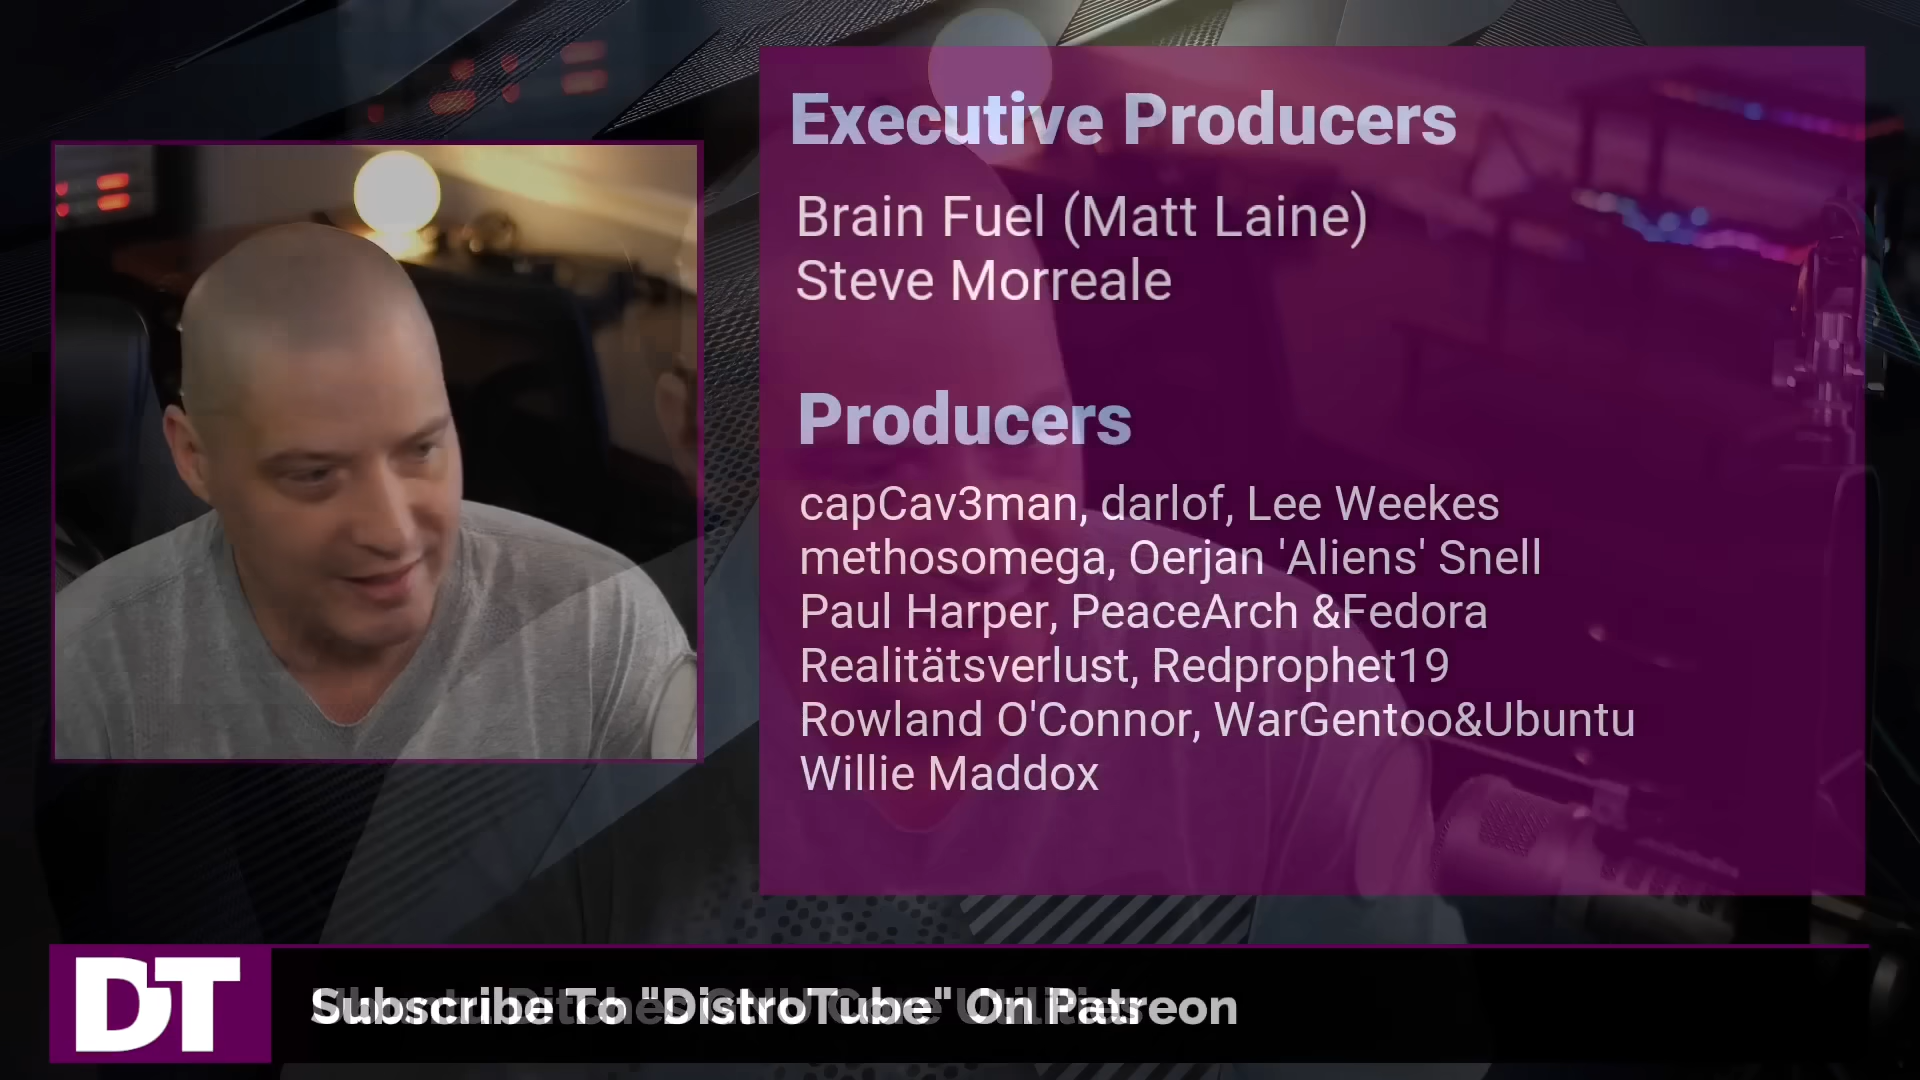 Executive Producers
Brain Fuel (Matt Laine)
Steve Morreale
Producers
capCav3man, darlof, Lee Weekes
methosomega, Oerjan 'Aliens' Snell
Paul Harper, PeaceArch &Fedora
Realitätsverlust, Redprophet19
Rowland O'Connor, WarGentoo&Ubuntu
Willie Maddox
DT
Subscribe To "DistroTube" On Patreon